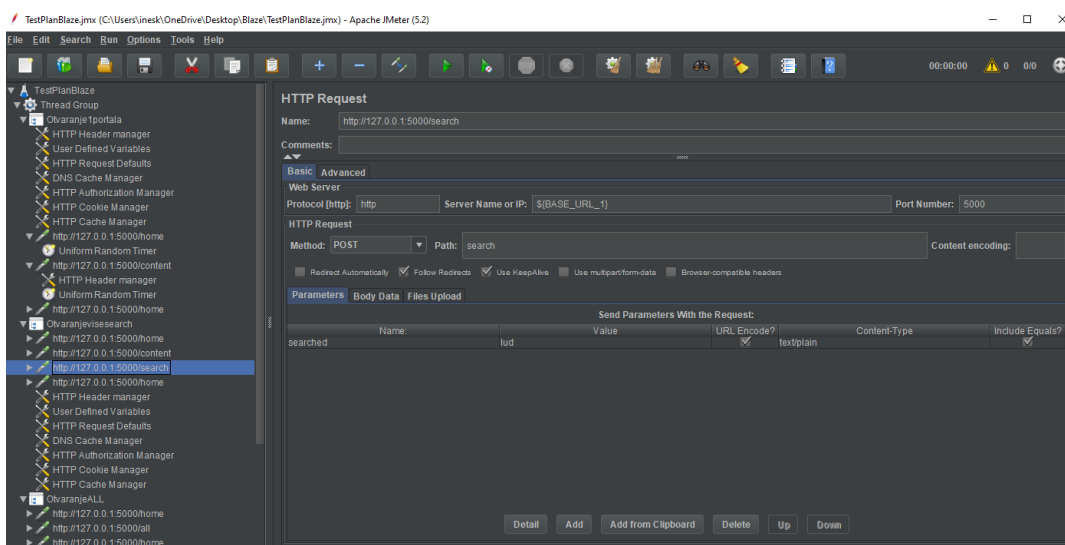 TestPlanBlaze.jmx (C:\Users\inesk\OneDrive\Desktop\Blaze\TestPlanBlaze.jmx) - Apache JMeter (5.2)
File Edit Search Run Options Tools Help
00:00:00 0 0/0
TestPlanBlaze
Thread Group
Otvaranje1portala
HTTP Header manager
User Defined Variables
HTTP Request Defaults
DNS Cache Manager
HTTP Authorization Manager
HTTP Cookie Manager
HTTP Cache Manager
http://127.0.0.1:5000/home
Uniform Random Timer
http://127.0.0.1:5000/content
HTTP Header manager
Uniform Random Timer
http://127.0.0.1:5000/home
Otvaranjevisesearch
http://127.0.0.1:5000/home
http://127.0.0.1:5000/content
http://127.0.0.1:5000/search
http://127.0.0.1:5000/home
HTTP Header manager
User Defined Variables
HTTP Request Defaults
DNS Cache Manager
HTTP Authorization Manager
HTTP Cookie Manager
HTTP Cache Manager
OtvaranjeALL
http://127.0.0.1:5000/home
http://127.0.0.1:5000/all
http://127.0.0.1:5000/home
HTTP Request
Name: http://127.0.0.1:5000/search
Comments:
Basic Advanced
Web Server
Protocol [http]: http Server Name or IP: ${BASE_URL_1} Port Number: 5000
HTTP Request
Method: POST Path: search Content encoding:
Redirect Automatically Follow Redirects Use KeepAlive Use multipart/form-data Browser-compatible headers
Parameters Body Data Files Upload
Send Parameters With the Request:
Name: Value URL Encode? Content-Type Include Equals?
searched lud text/plain
Detail Add Add from Clipboard Delete Up Down